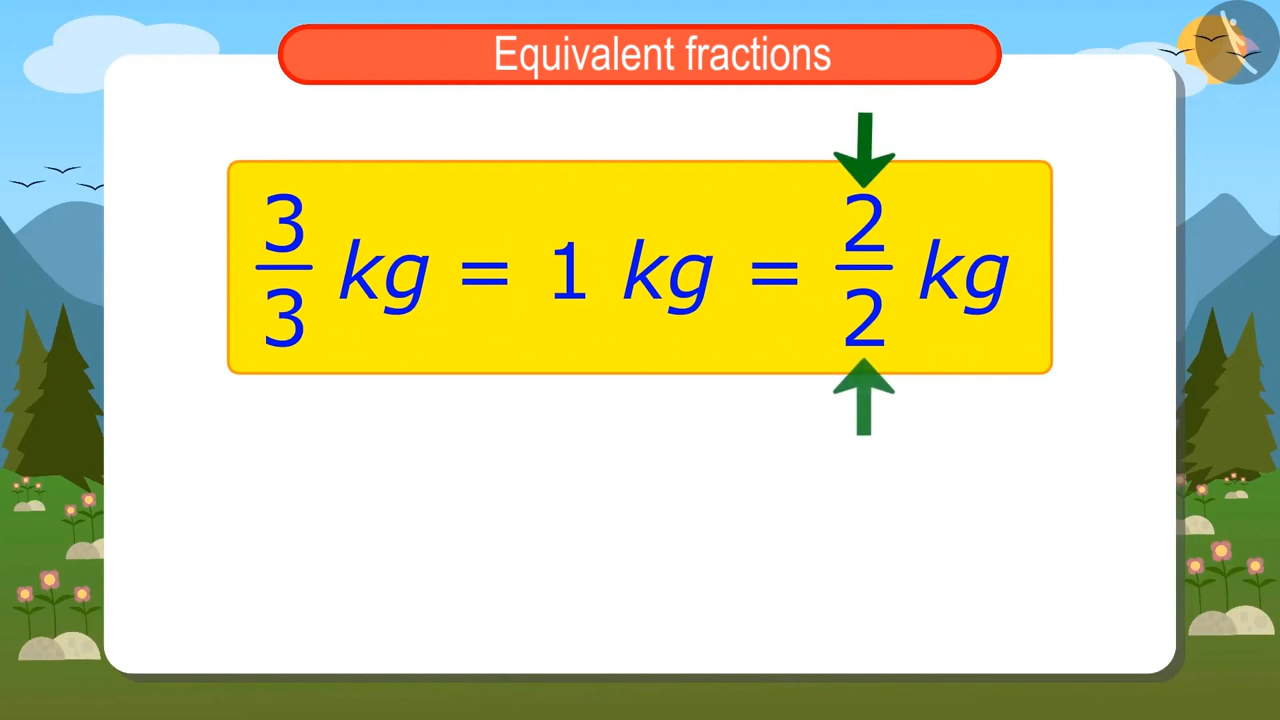 Equivalent fractions
3/3 kg = 1 kg = 2/2 kg